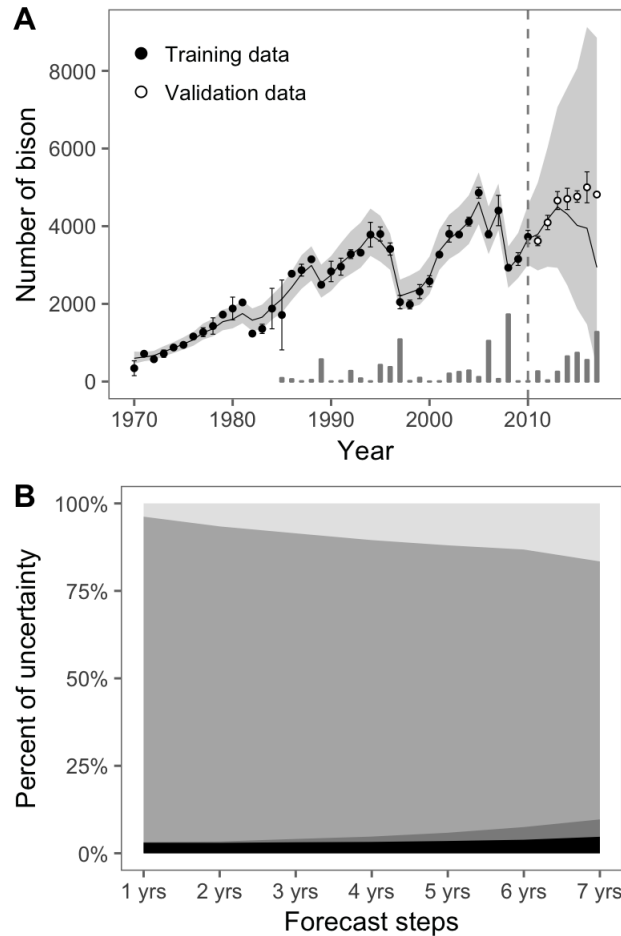 A
8000
6000
4000
2000
0
Number of bison
Training data
Validation data
1970 1980 1990 2000 2010
Year
B
100%
75%
50%
25%
0%
Percent of uncertainty
1 yrs 2 yrs 3 yrs 4 yrs 5 yrs 6 yrs 7 yrs
Forecast steps